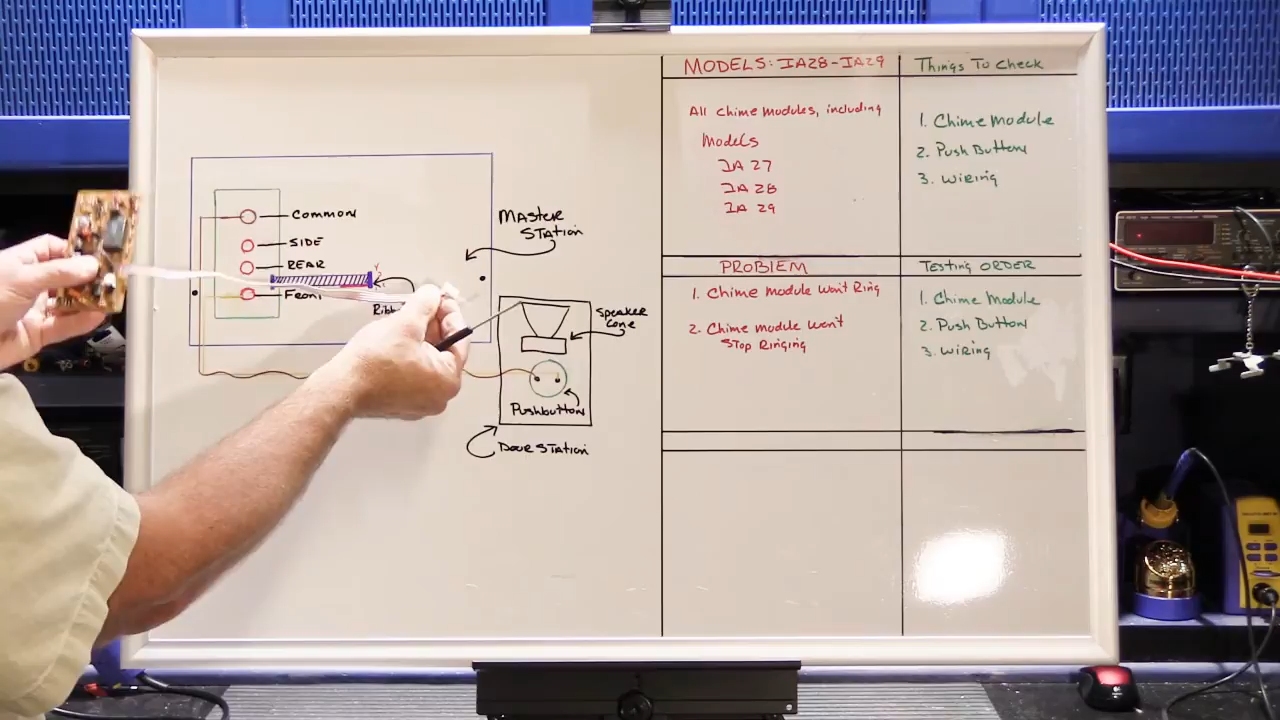 COMMON
SIDE
REAR
MASTER
STATION
SPEAKER
CONE
Pushbutton
Door Station
MODELS: IA28-IA29
All Chime Modules, including
Models
IA 27
IA 28
IA 29
Things To Check
1. Chime Module
2. Push Button
3. Wiring
PROBlEM
1. Chime Module Won't Ring
2. Chime Module Won't
Stop Ringing
Testing ORDER
1. Chime Module
2. Push Button
3. Wiring